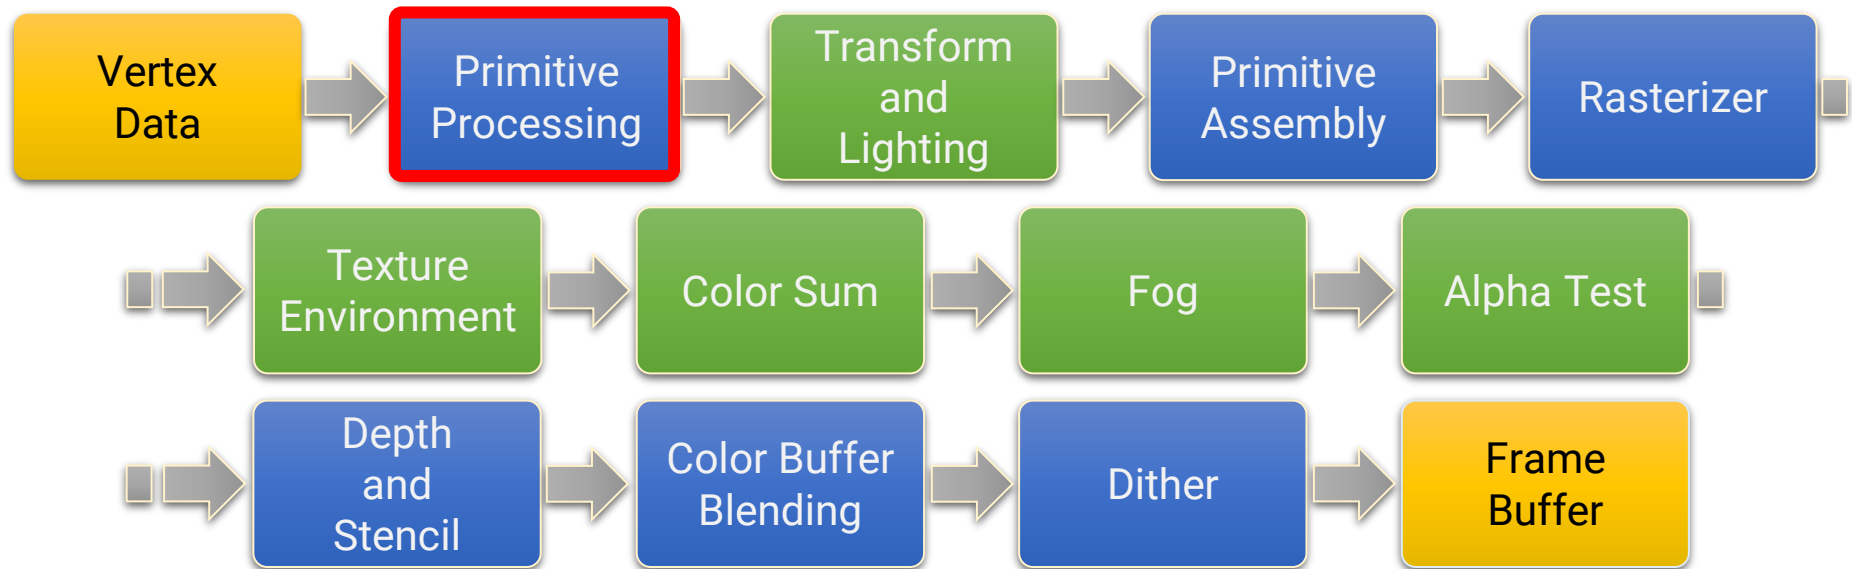 Vertex
Data
Primitive
Processing
Transform
and
Lighting
Primitive
Assembly
Rasterizer
Texture
Environment
Color Sum
Fog
Alpha Test
Depth
and
Stencil
Color Buffer
Blending
Dither
Frame
Buffer